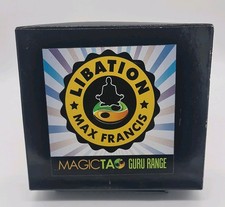 LIBATION
MAX FRANCIS
MAGICTAO GURU RANGE